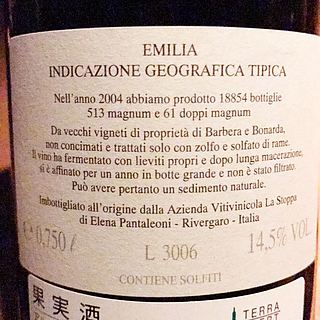 EMILIA
INDICAZIONE GEOGRAFICA TIPICA
Nell'anno 2004 abbiamo prodotto 18854 bottiglie
513 magnum e 61 doppi magnum
Da vecchi vigneti di proprietà di Barbera e Bonarda,
non concimati e trattati solo con zolfo e solfato di rame.
Il vino ha fermentato con lieviti propri e dopo lunga macerazione,
si è affinato per un anno in botte grande e non è stato filtrato.
Può avere pertanto un sedimento naturale.
Imbottigliato all'origine dalla Azienda Vitivinicola La Stoppa
di Elena Pantaleoni - Rivergaro - Italia
0,750 ℓ L 3006 14,5% VOL
CONTIENE SOLFITI
果実酒
TERRA